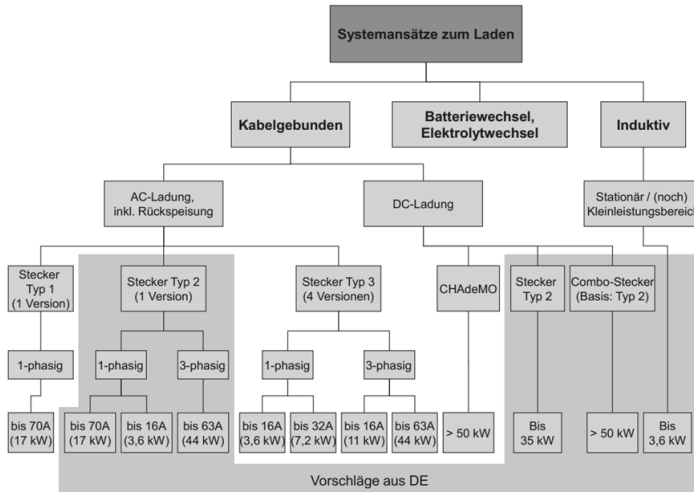 Systemansätze zum Laden
Kabelgebunden
Batteriewechsel,
Elektrolytwechsel
Induktiv
AC-Ladung,
inkl. Rückspeisung
DC-Ladung
Stationär / (noch)
Kleinleistungsbereich
Stecker
Typ 1
(1 Version)
Stecker Typ 2
(1 Version)
Stecker Typ 3
(4 Versionen)
CHAdeMO
Stecker
Typ 2
Combo-Stecker
(Basis: Typ 2)
1-phasig
1-phasig
3-phasig
1-phasig
3-phasig
bis 70A
(17 kW)
bis 70A
(17 kW)
bis 16A
(3,6 kW)
bis 63A
(44 kW)
bis 16A
(3,6 kW)
bis 32A
(7,2 kW)
bis 16A
(11 kW)
bis 63A
(44 kW)
> 50 kW
Bis
35 kW
> 50 kW
Bis
3,6 kW
Vorschläge aus DE